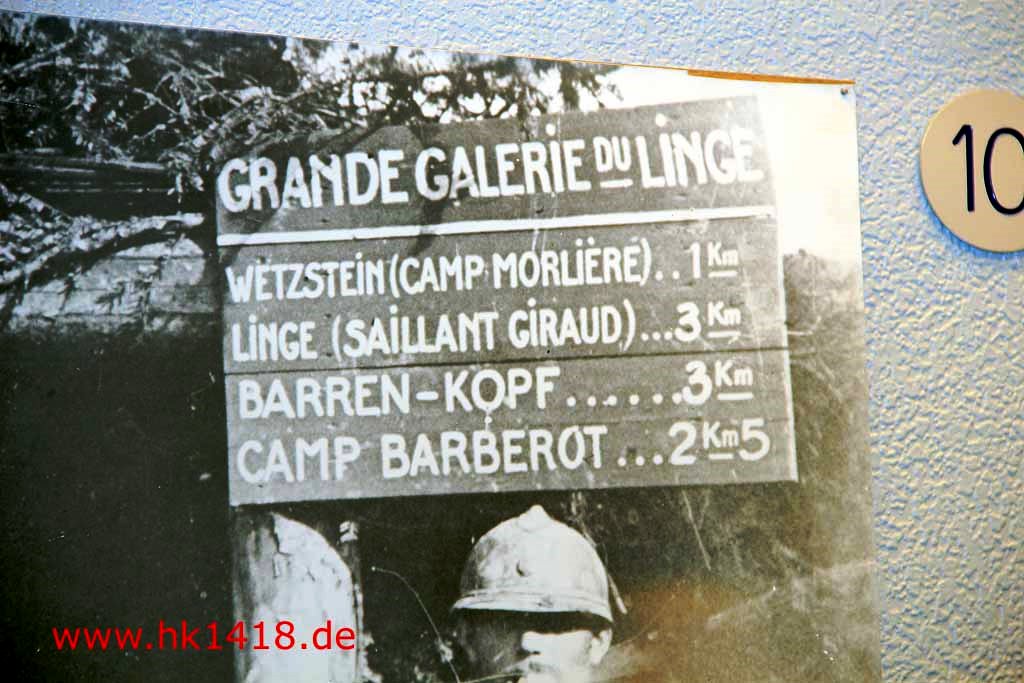 GRANDE GALERIE DU LINGE
WETZSTEIN (CAMP MORLIÈRE)..1 Km
LINGE (SAILLANT GIRAUD)...3 Km
BARREN-KOPF.......3 Km
CAMP BARBEROT...2 Km 5
10
www.hk1418.de